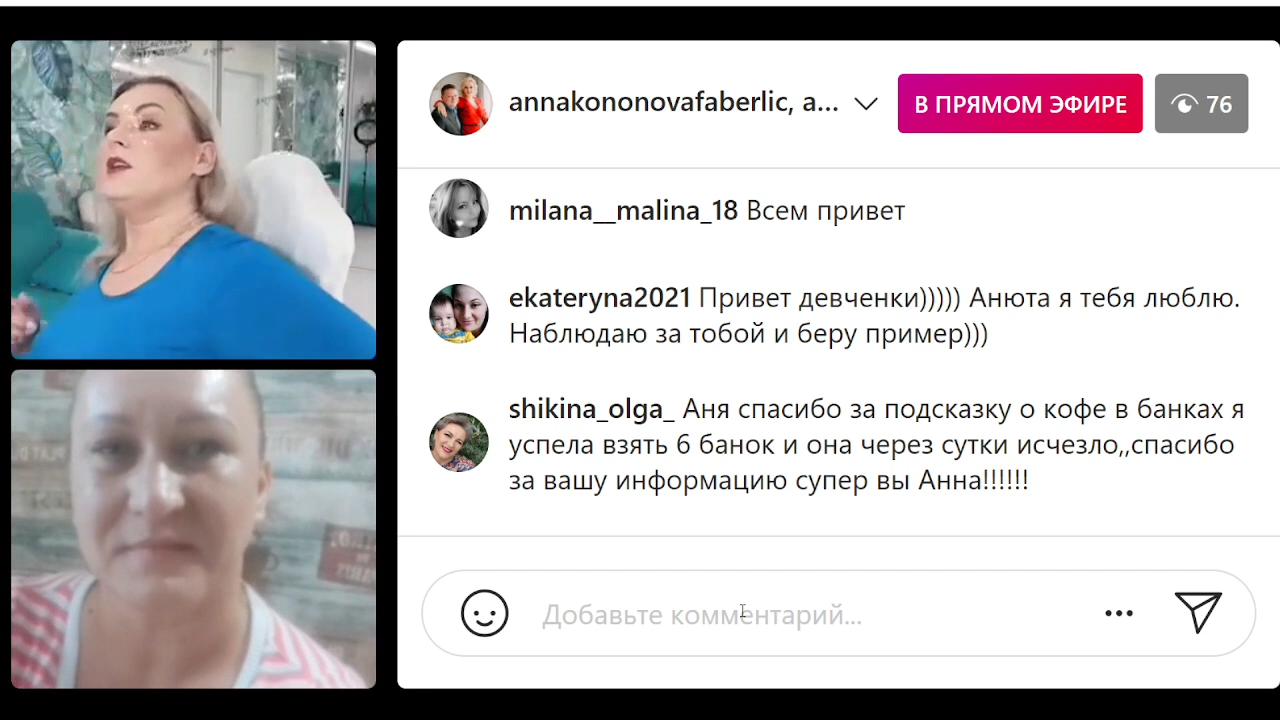 annakononovafaberlic, a...
В ПРЯМОМ ЭФИРЕ
76
milana__malina_18 Всем привет
ekateryna2021 Привет девченки))))) Анюта я тебя люблю.
Наблюдаю за тобой и беру пример)))
shikina_olga_ Аня спасибо за подсказку о кофе в банках я
успела взять 6 банок и она через сутки исчезло,,спасибо
за вашу информацию супер вы Анна!!!!!!
Добавьте комментарий...